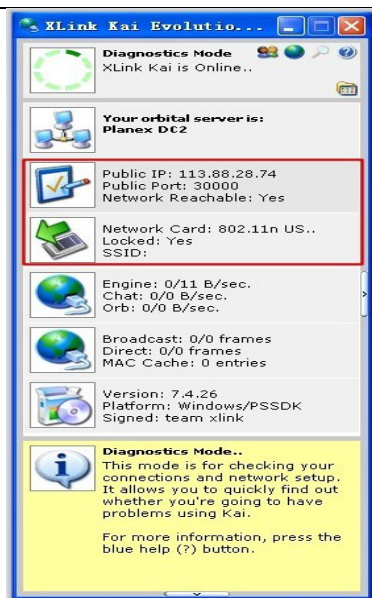 XLink Kai Evolutio...
Diagnostics Mode
XLink Kai is Online..
Your orbital server is:
Planex DC2
Public IP: 113.88.28.74
Public Port: 30000
Network Reachable: Yes
Network Card: 802.11n US..
Locked: Yes
SSID:
Engine: 0/11 B/sec.
Chat: 0/0 B/sec.
Orb: 0/0 B/sec.
Broadcast: 0/0 frames
Direct: 0/0 frames
MAC Cache: 0 entries
Version: 7.4.26
Platform: Windows/PSSDK
Signed: team xlink
Diagnostics Mode..
This mode is for checking your
connections and network setup.
It allows you to quickly find out
whether you're going to have
problems using Kai.
For more information, press the
blue help (?) button.